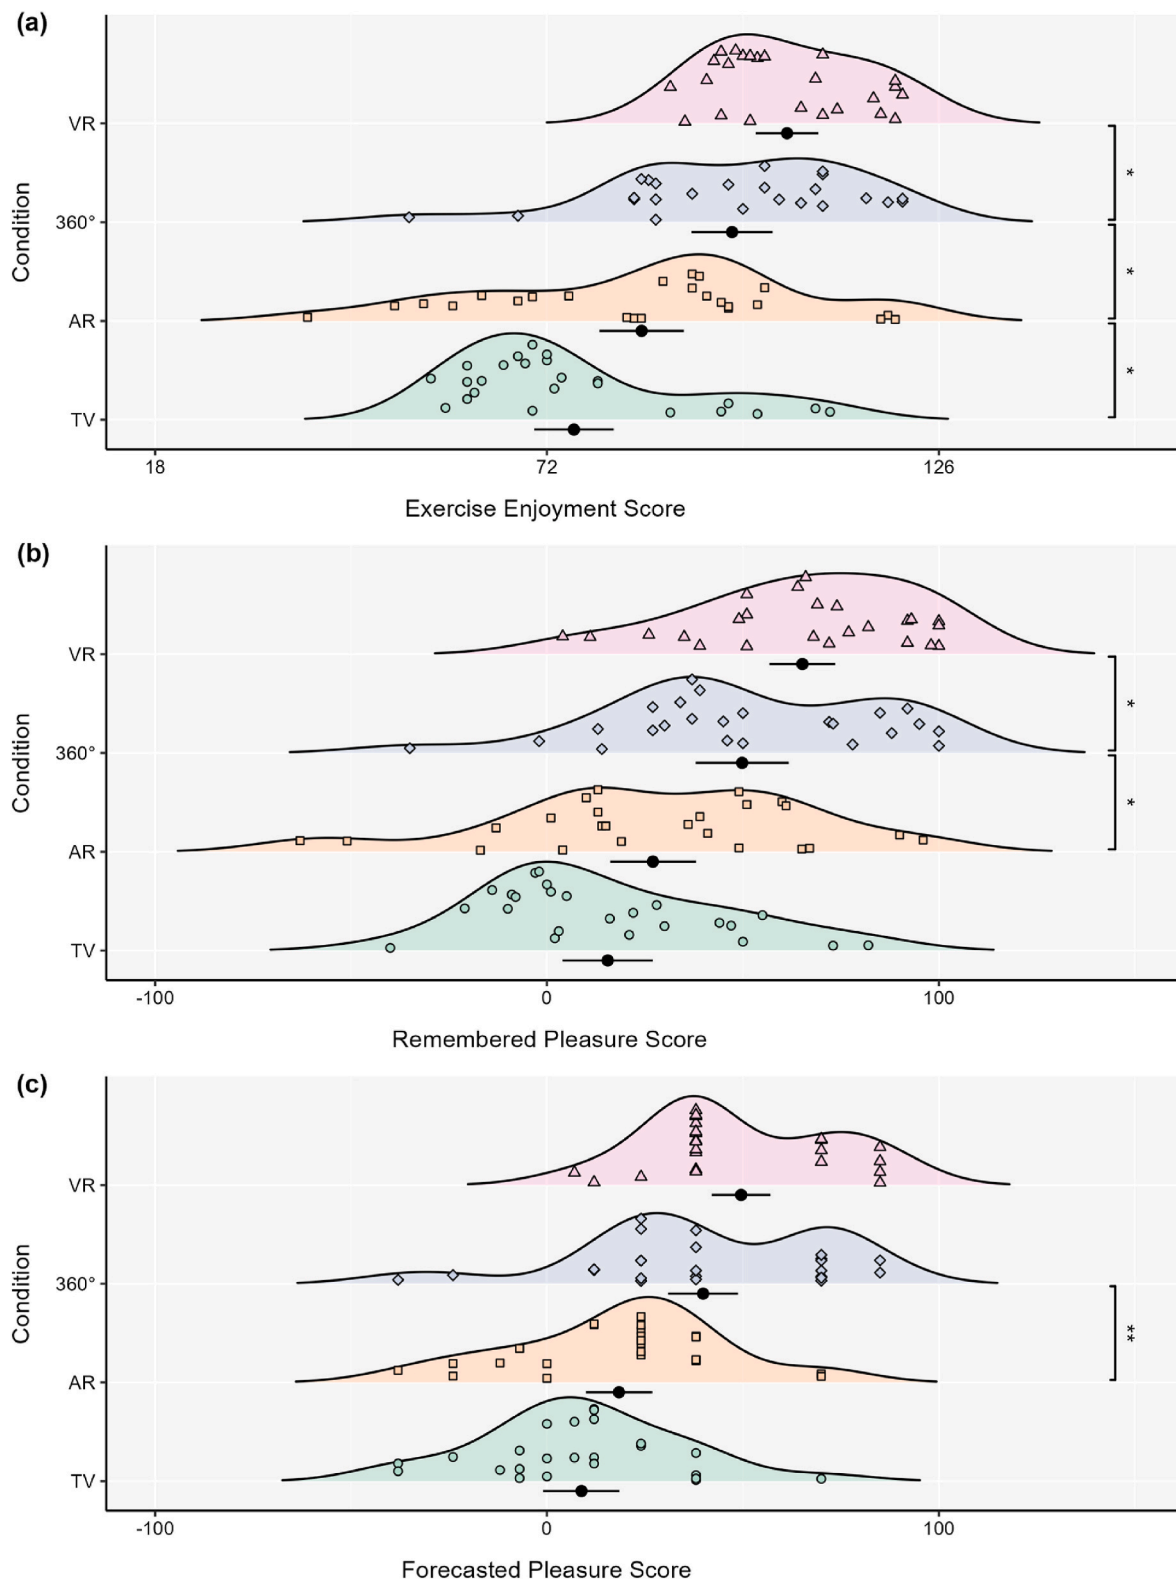 (a)
VR
*
360°
*
AR
*
TV
Condition
18 72 126
Exercise Enjoyment Score
(b)
VR
*
360°
*
AR
TV
Condition
-100 0 100
Remembered Pleasure Score
(c)
VR
360°
**
AR
TV
Condition
-100 0 100
Forecasted Pleasure Score